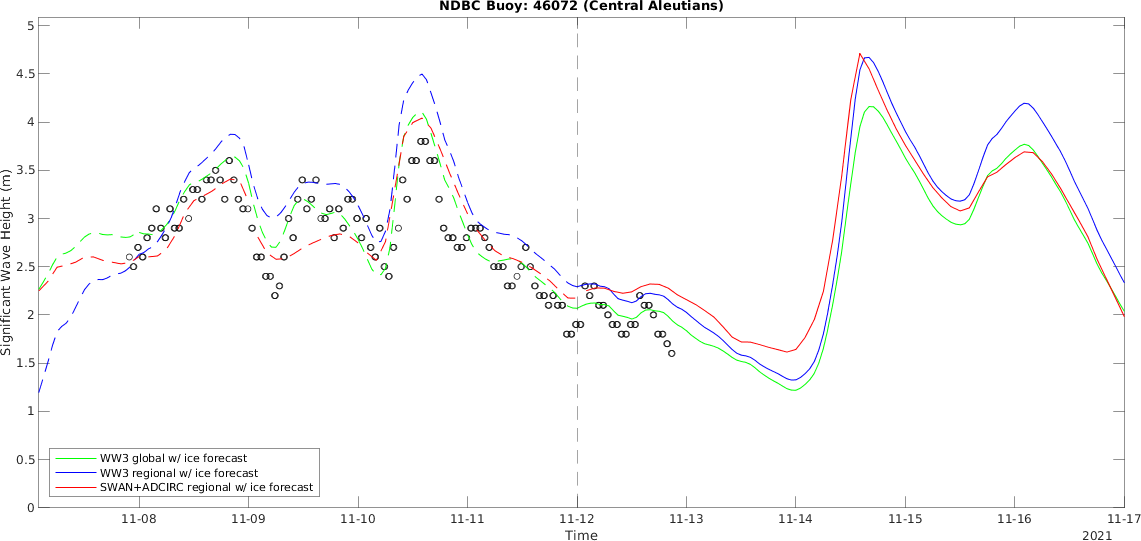 NDBC Buoy: 46072 (Central Aleutians)
5
4.5
4
3.5
3
2.5
2
1.5
1
0.5
0
Significant Wave Height (m)
WW3 global w/ ice forecast
WW3 regional w/ ice forecast
SWAN+ADCIRC regional w/ ice forecast
11-08 11-09 11-10 11-11 11-12 11-13 11-14 11-15 11-16 11-17
Time
2021